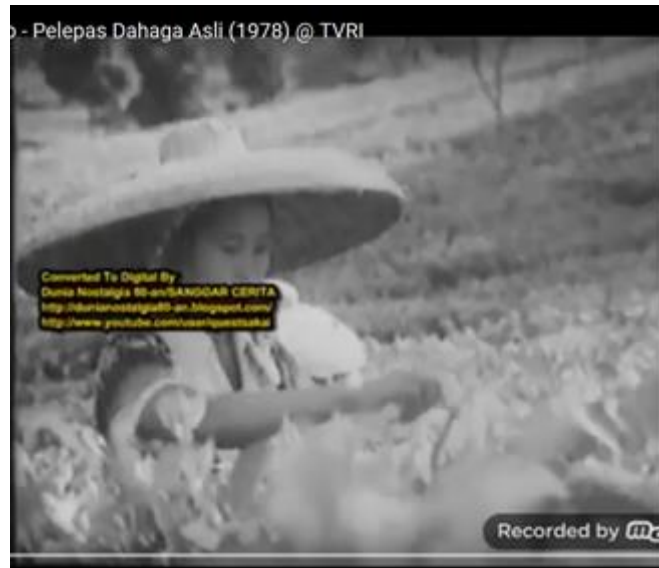 - Pelepas Dahaga Asli (1978) @ TVRI
Converted To Digital By
Dunia Nostalgia 80-an/SANGGAR CERITA
http://dunianostalgia80-an.blogspot.com/
Recorded by